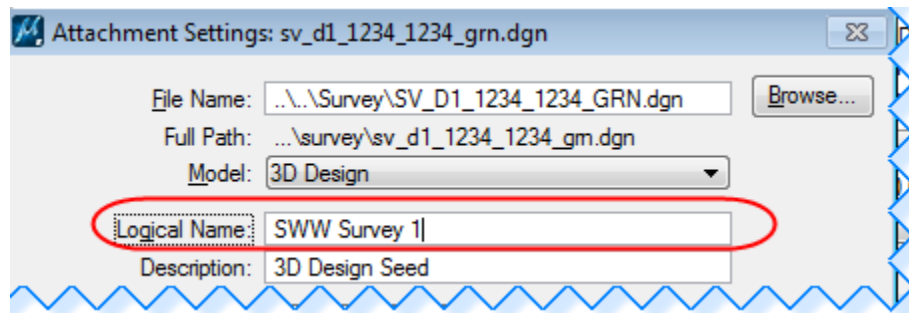 Attachment Settings: sv_d1_1234_1234_grn.dgn
File Name: ..\..\Survey\SV_D1_1234_1234_GRN.dgn Browse...
Full Path: ...\survey\sv_d1_1234_1234_grn.dgn
Model: 3D Design
Logical Name: SWW Survey 1
Description: 3D Design Seed